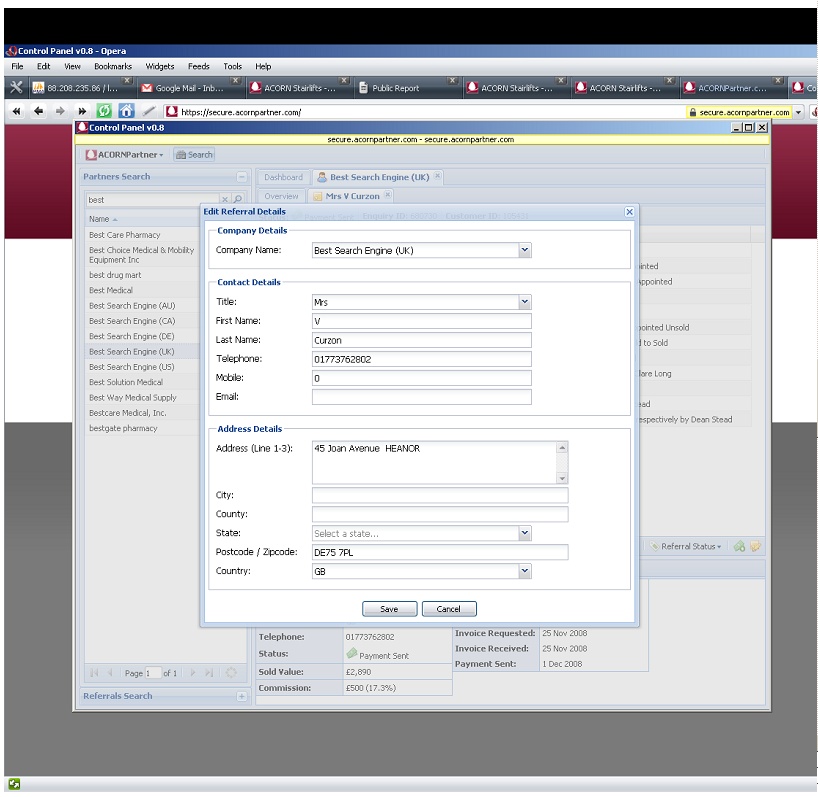 Control Panel v0.8 - Opera
File Edit View Bookmarks Widgets Feeds Tools Help
88.208.235.86 / l... Google Mail - Inb... ACORN Stairlifts -... Public Report ACORN Stairlifts -... ACORN Stairlifts -... ACORNPartner.c... Co
https://secure.acornpartner.com/ secure.acornpartner.com
Control Panel v0.8
secure.acornpartner.com - secure.acornpartner.com
ACORNPartner Search
Partners Search Dashboard Best Search Engine (UK)
best Overview Mrs V Curzon
Name
Best Care Pharmacy
Best Choice Medical & Mobility
Equipment Inc
best drug mart
Best Medical
Best Search Engine (AU)
Best Search Engine (CA)
Best Search Engine (DE)
Best Search Engine (UK)
Best Search Engine (US)
Best Solution Medical
Best Way Medical Supply
Bestcare Medical, Inc.
bestgate pharmacy
Page 1 of 1
Referrals Search
Edit Referral Details
Payment Sent Enquiry ID: Customer ID:
Company Details
Company Name: Best Search Engine (UK)
Contact Details
Title: Mrs
First Name: V
Last Name: Curzon
Telephone: 01773762802
Mobile: 0
Email:
Address Details
Address (Line 1-3): 45 Joan Avenue HEANOR
City:
County:
State: Select a state...
Postcode / Zipcode: DE75 7PL
Country: GB
Save Cancel
inted
ppointed
ointed Unsold
d to Sold
lare Long
ead
espectively by Dean Stead
Referral Status
Telephone: 01773762802
Status: Payment Sent
Sold Value: £2,890
Commission: £500 (17.3%)
Invoice Requested: 25 Nov 2008
Invoice Received: 25 Nov 2008
Payment Sent: 1 Dec 2008